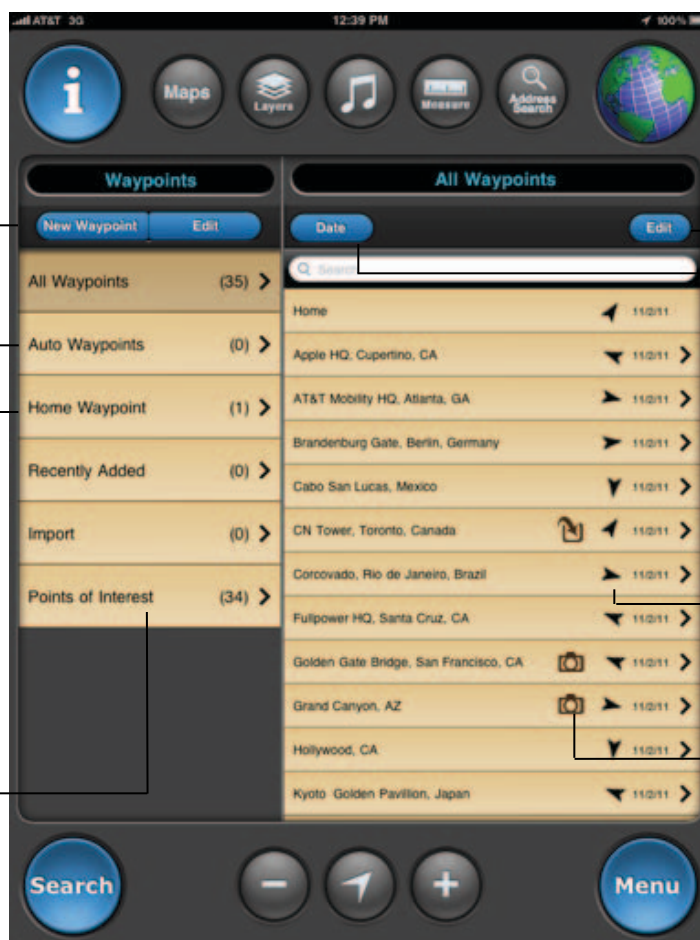 AT&T 3G 12:39 PM 100%
i Maps Layers Measure Address Search
Waypoints
New Waypoint Edit
All Waypoints (35)
Auto Waypoints (0)
Home Waypoint (1)
Recently Added (0)
Import (0)
Points of Interest (34)
All Waypoints
Date Edit
Search
Home 11/2/11
Apple HQ, Cupertino, CA 11/2/11
AT&T Mobility HQ, Atlanta, GA 11/2/11
Brandenburg Gate, Berlin, Germany 11/2/11
Cabo San Lucas, Mexico 11/2/11
CN Tower, Toronto, Canada 11/2/11
Corcovado, Rio de Janeiro, Brazil 11/2/11
Fullpower HQ, Santa Cruz, CA 11/2/11
Golden Gate Bridge, San Francisco, CA 11/2/11
Grand Canyon, AZ 11/2/11
Hollywood, CA 11/2/11
Kyoto Golden Pavillion, Japan 11/2/11
Search - + Menu